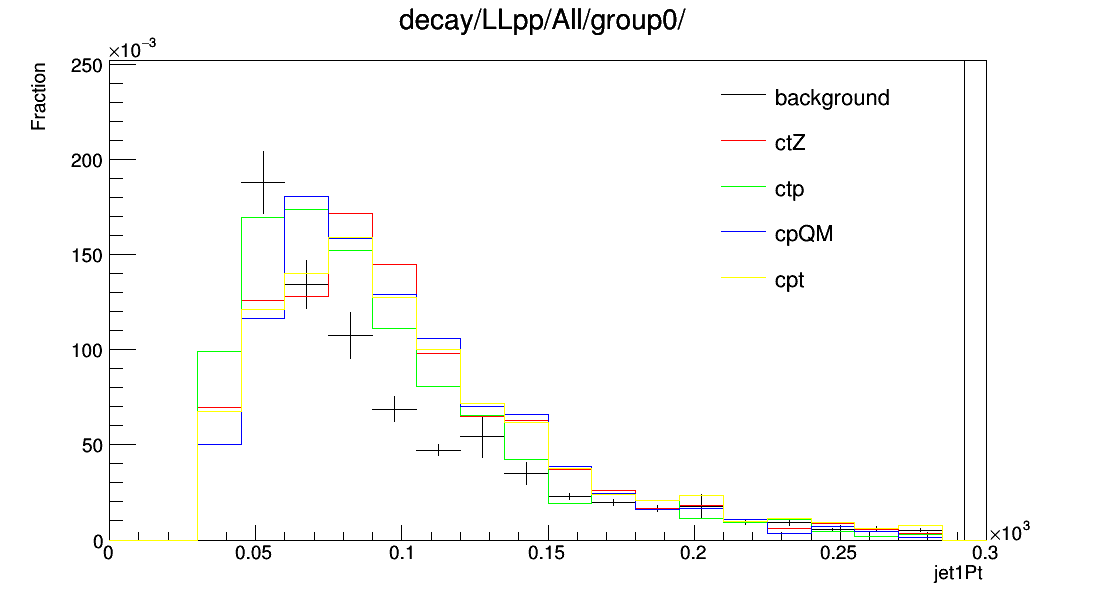 decay/LLpp/All/group0/
×10⁻³
Fraction
250
200
150
100
50
0
background
ctZ
ctp
cpQM
cpt
0 0.05 0.1 0.15 0.2 0.25 0.3
×10³
jet1Pt